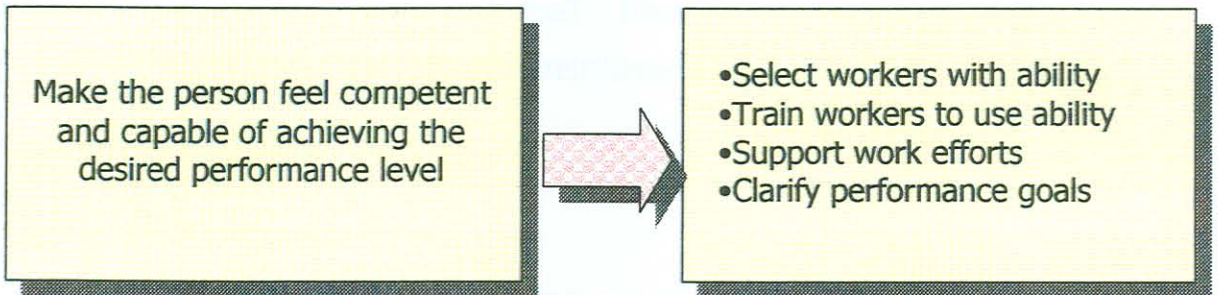 Make the person feel competent
and capable of achieving the
desired performance level
•Select workers with ability
•Train workers to use ability
•Support work efforts
•Clarify performance goals